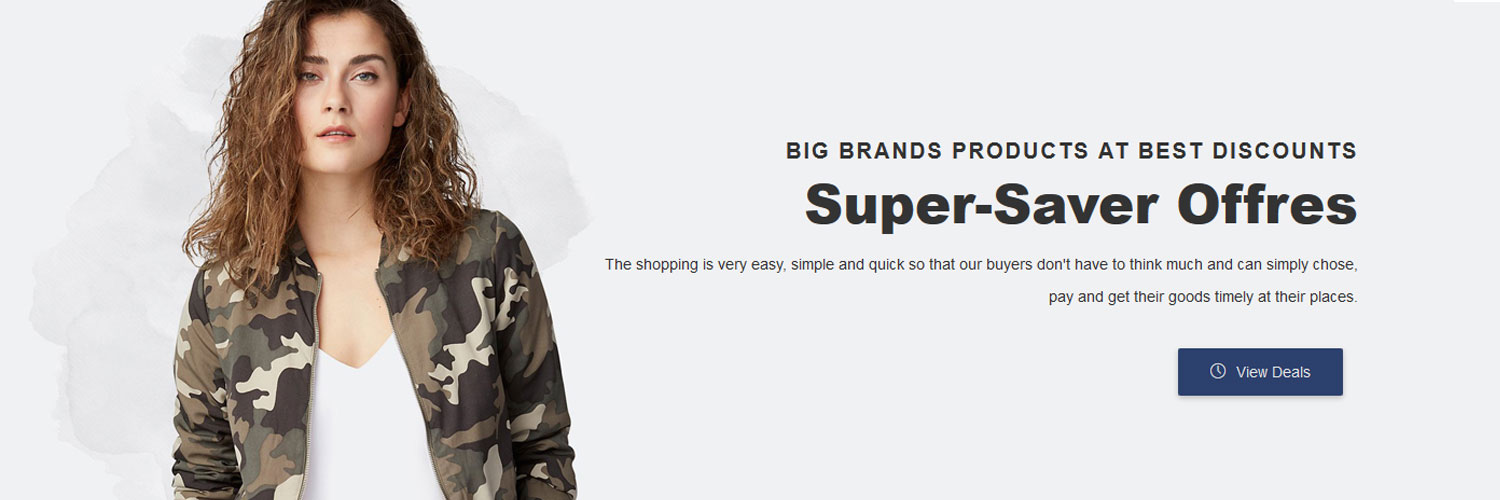 BIG BRANDS PRODUCTS AT BEST DISCOUNTS
Super-Saver Offres
The shopping is very easy, simple and quick so that our buyers don't have to think much and can simply chose,
pay and get their goods timely at their places.
View Deals